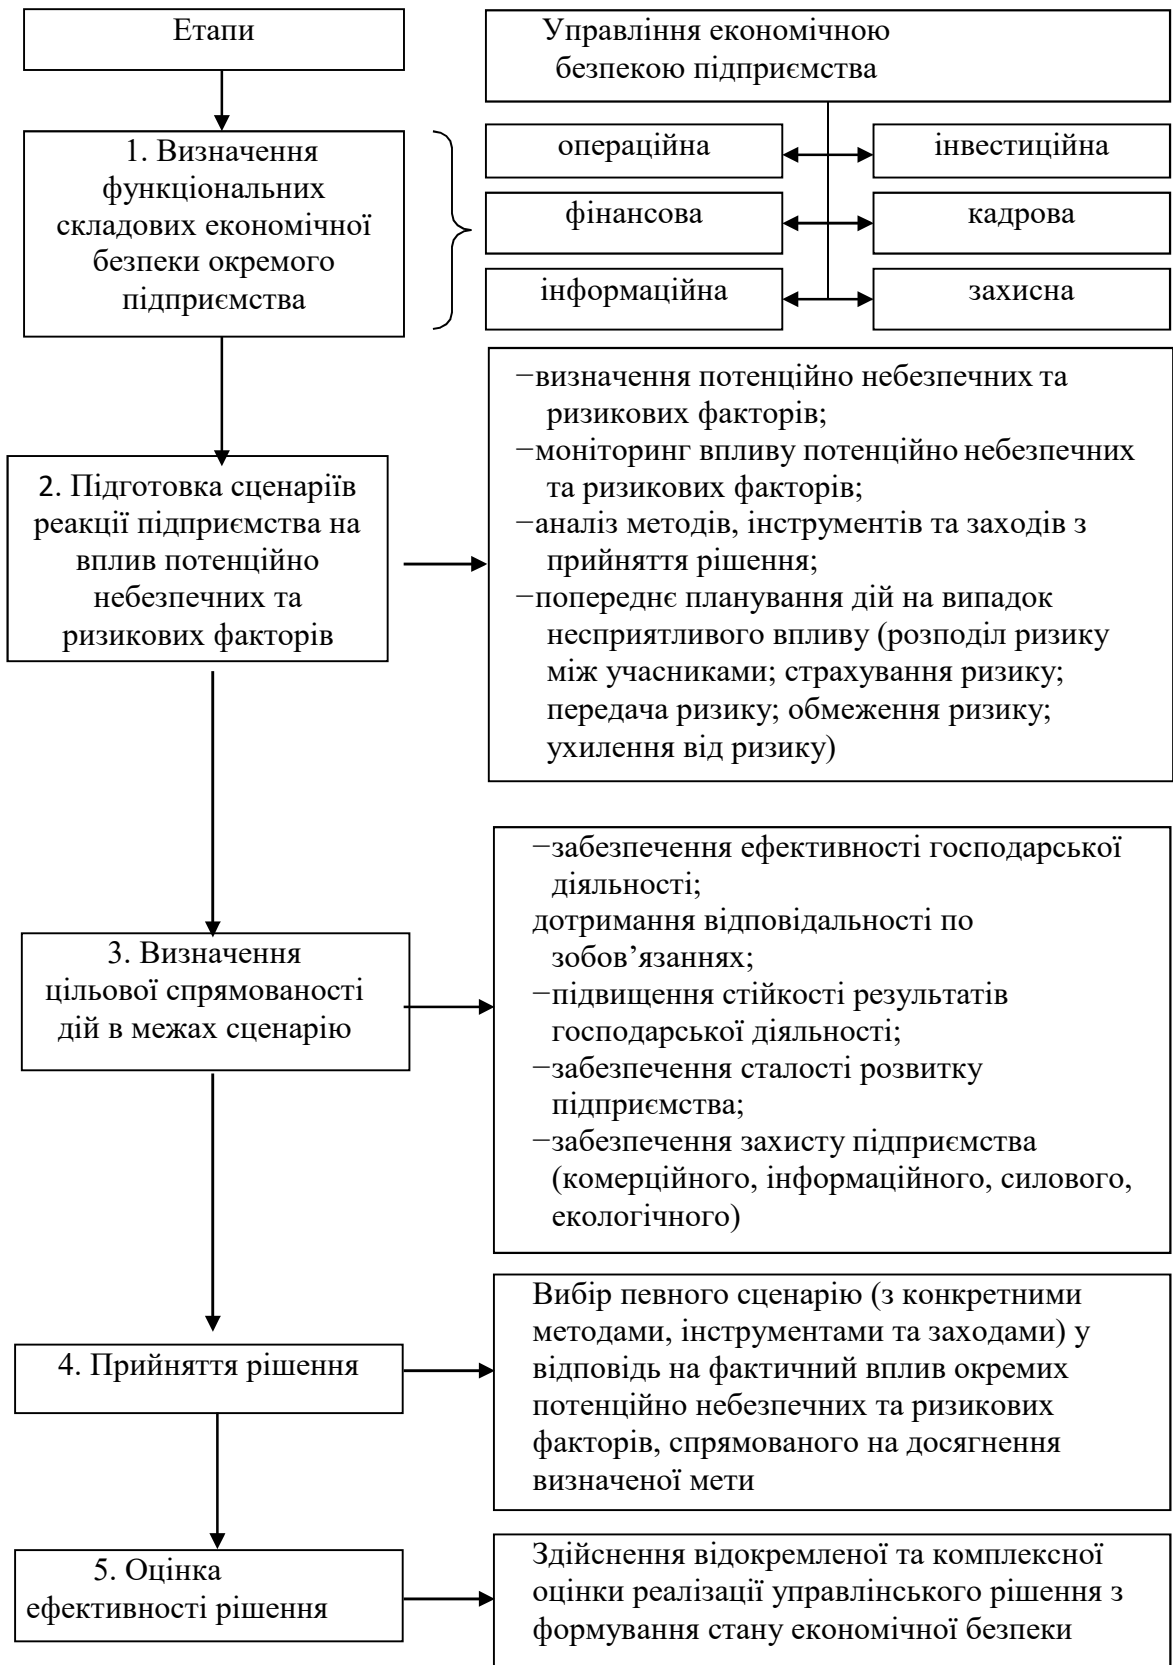 Етапи
Управління економічною
безпекою підприємства
1. Визначення
функціональних
складових економічної
безпеки окремого
підприємства
операційна
інвестиційна
фінансова
кадрова
інформаційна
захисна
2. Підготовка сценаріїв
реакції підприємства на
вплив потенційно
небезпечних та
ризикових факторів
−визначення потенційно небезпечних та
ризикових факторів;
−моніторинг впливу потенційно небезпечних
та ризикових факторів;
−аналіз методів, інструментів та заходів з
прийняття рішення;
−попереднє планування дій на випадок
несприятливого впливу (розподіл ризику
між учасниками; страхування ризику;
передача ризику; обмеження ризику;
ухилення від ризику)
3. Визначення
цільової спрямованості
дій в межах сценарію
−забезпечення ефективності господарської
діяльності;
дотримання відповідальності по
зобов’язаннях;
−підвищення стійкості результатів
господарської діяльності;
−забезпечення сталості розвитку
підприємства;
−забезпечення захисту підприємства
(комерційного, інформаційного, силового,
екологічного)
4. Прийняття рішення
Вибір певного сценарію (з конкретними
методами, інструментами та заходами) у
відповідь на фактичний вплив окремих
потенційно небезпечних та ризикових
факторів, спрямованого на досягнення
визначеної мети
5. Оцінка
ефективності рішення
Здійснення відокремленої та комплексної
оцінки реалізації управлінського рішення з
формування стану економічної безпеки